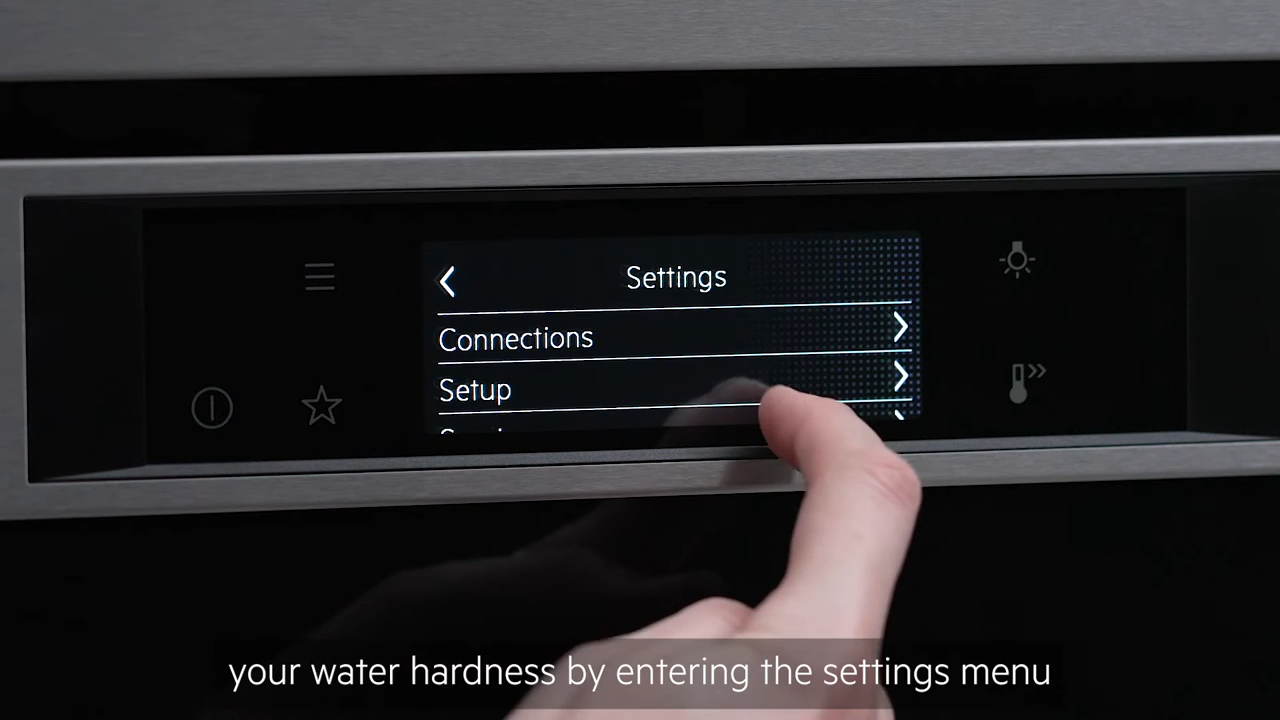 Settings
Connections
Setup
your water hardness by entering the settings menu